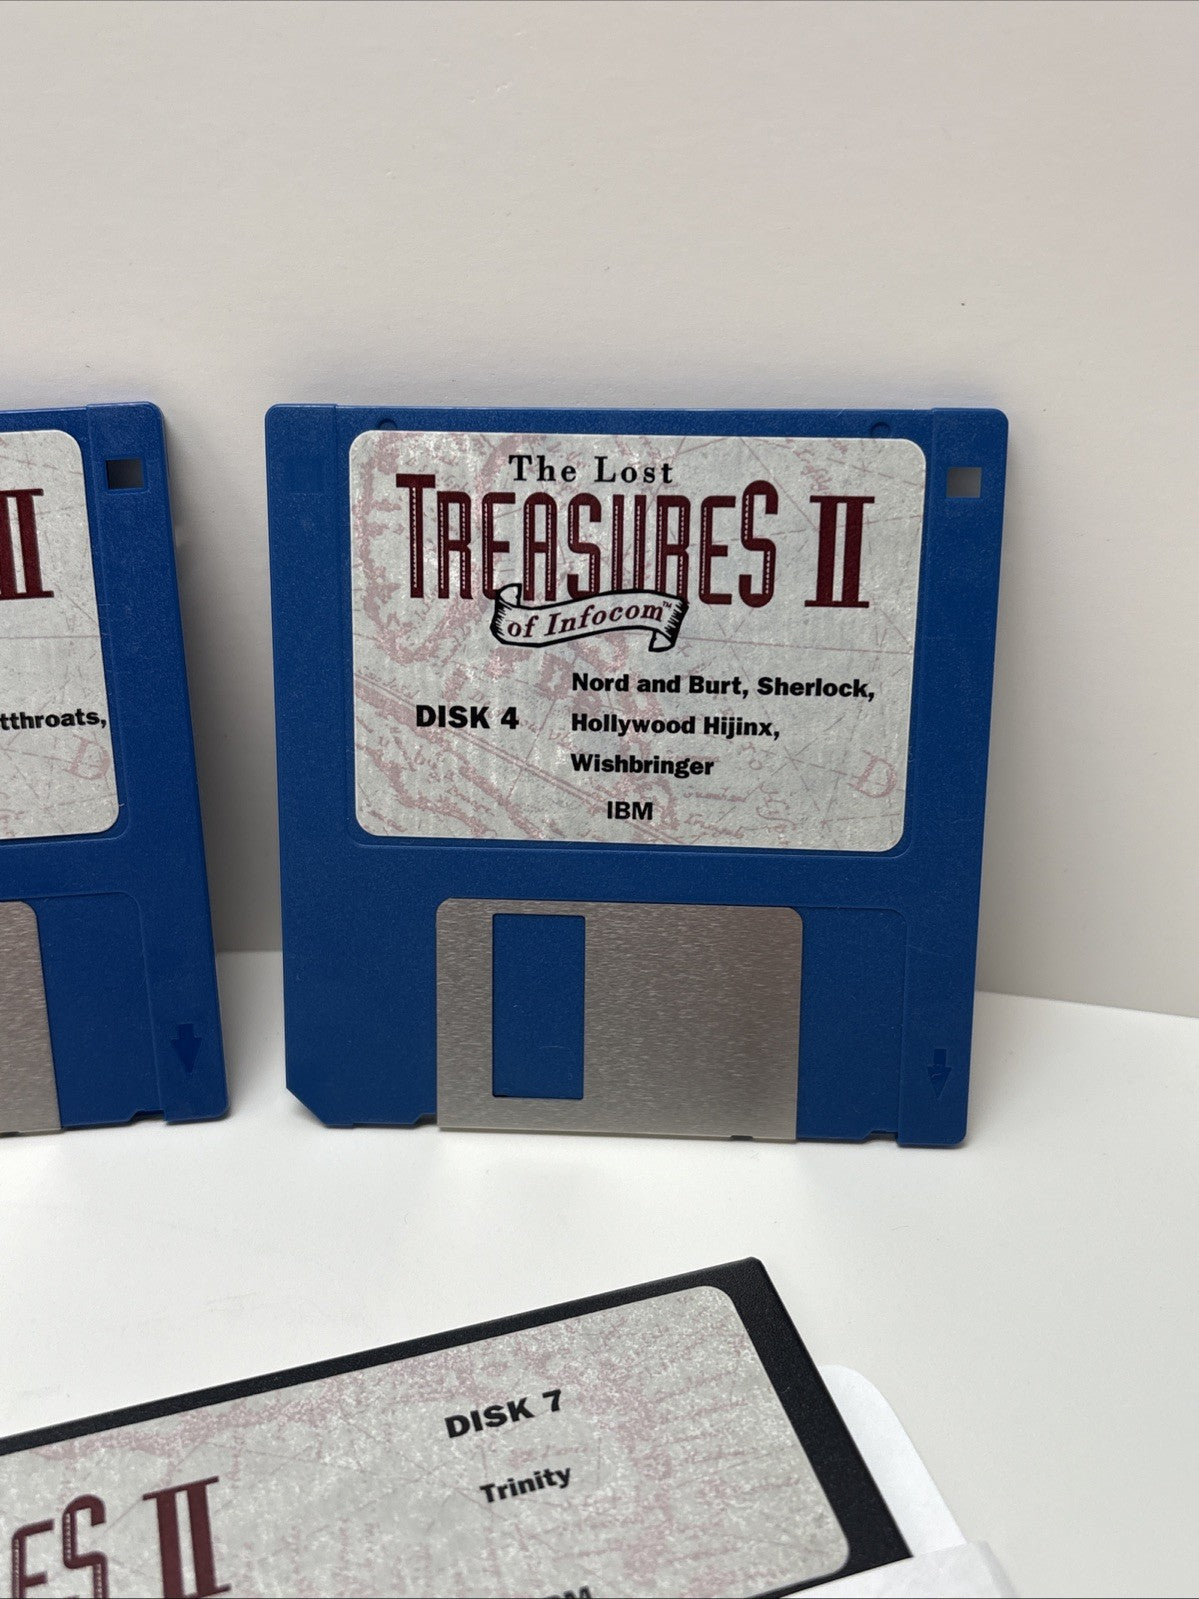 The Lost
TREASURES II
of Infocom™
DISK 4
Nord and Burt, Sherlock,
Hollywood Hijinx,
Wishbringer
IBM
II
tthroats,
DISK 7
Trinity
ES II